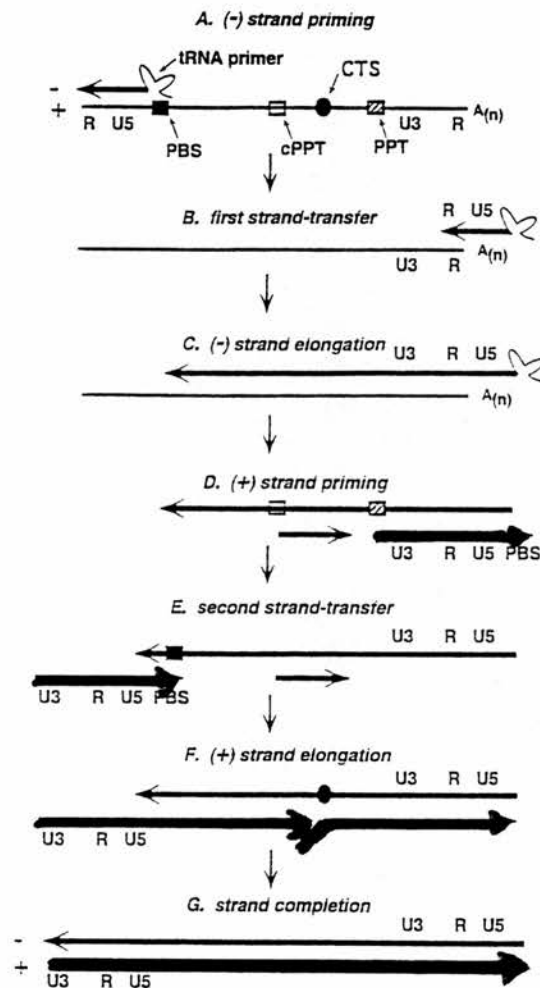 A. (-) strand priming
tRNA primer
CTS
-
+
A(n)
R U5 U3 R
PBS cPPT PPT
B. first strand-transfer
R U5
A(n)
U3 R
C. (-) strand elongation
U3 R U5
A(n)
D. (+) strand priming
U3 R U5 PBS
E. second strand-transfer
U3 R U5
U3 R U5 PBS
F. (+) strand elongation
U3 R U5
U3 R U5
G. strand completion
U3 R U5
-
+
U3 R U5